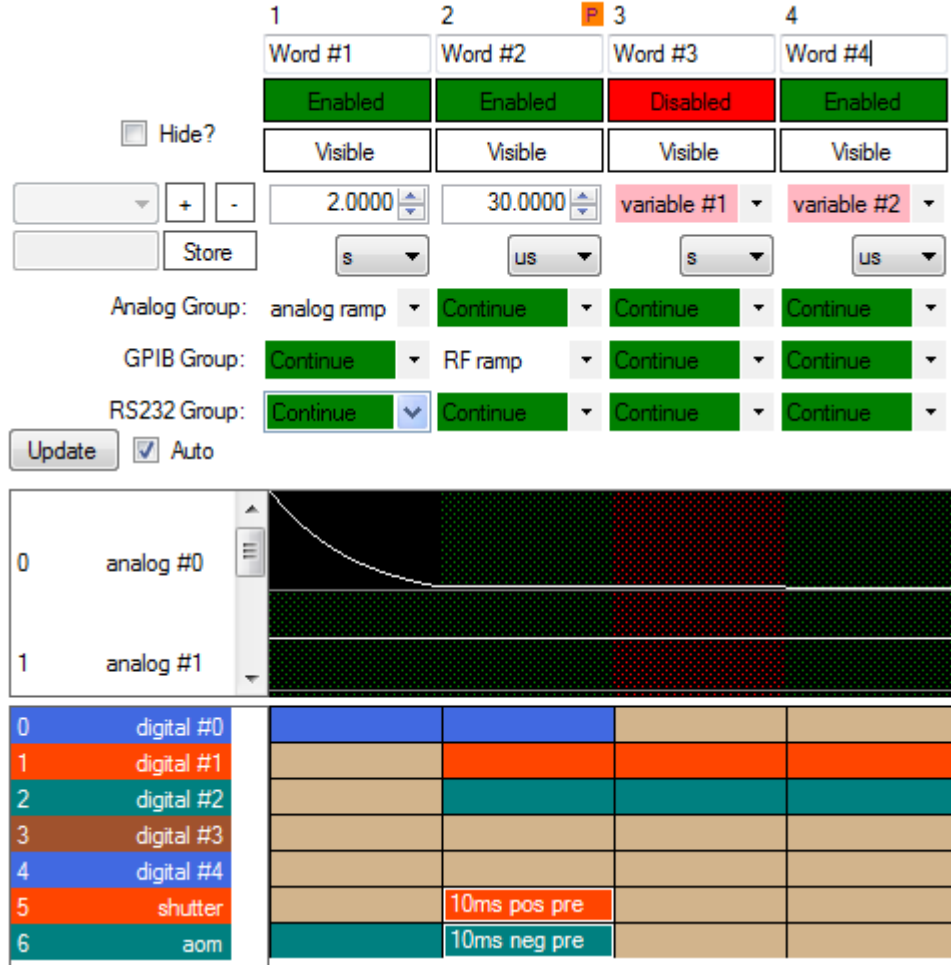 1 2 P 3 4
Word #1 Word #2 Word #3 Word #4
Enabled Enabled Disabled Enabled
Hide?
Visible Visible Visible Visible
+ - 2.0000 30.0000 variable #1 variable #2
Store s us s us
Analog Group: analog ramp Continue Continue Continue
GPIB Group: Continue RF ramp Continue Continue
RS232 Group: Continue Continue Continue Continue
Update Auto
0 analog #0
1 analog #1
0 digital #0
1 digital #1
2 digital #2
3 digital #3
4 digital #4
5 shutter 10ms pos pre
6 aom 10ms neg pre